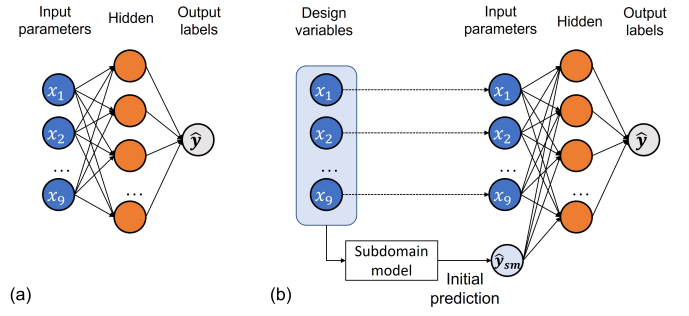 Input
parameters
Hidden
Output
labels
x₁
x₂
...
x₉
...
ŷ
(a)
Design
variables
Input
parameters
Hidden
Output
labels
x₁
x₂
...
x₉
x₁
x₂
...
x₉
...
ŷ
Subdomain
model
ŷₛₘ
Initial
prediction
(b)